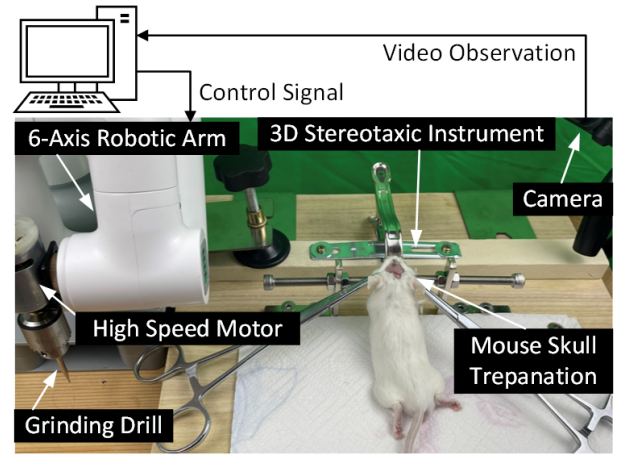 Video Observation
Control Signal
6-Axis Robotic Arm
3D Stereotaxic Instrument
Camera
High Speed Motor
Mouse Skull
Trepanation
Grinding Drill